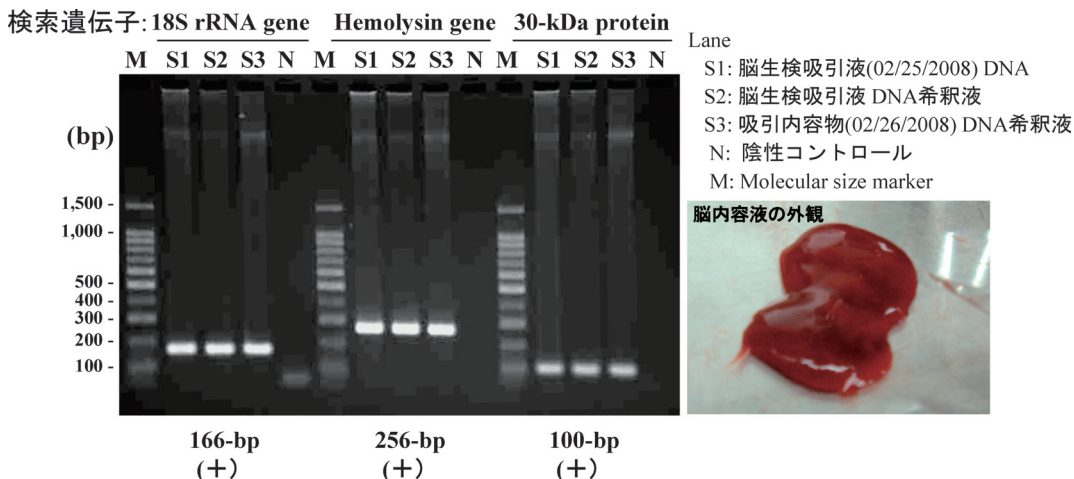 検索遺伝子: 18S rRNA gene Hemolysin gene 30-kDa protein
M S1 S2 S3 N M S1 S2 S3 N M S1 S2 S3 N
(bp)
1,500 -
1,000 -
500 -
400 -
300 -
200 -
100 -
166-bp 256-bp 100-bp
(+) (+) (+)
Lane
S1: 脳生検吸引液(02/25/2008) DNA
S2: 脳生検吸引液 DNA希釈液
S3: 吸引内容物(02/26/2008) DNA希釈液
N: 陰性コントロール
M: Molecular size marker
脳内容液の外観